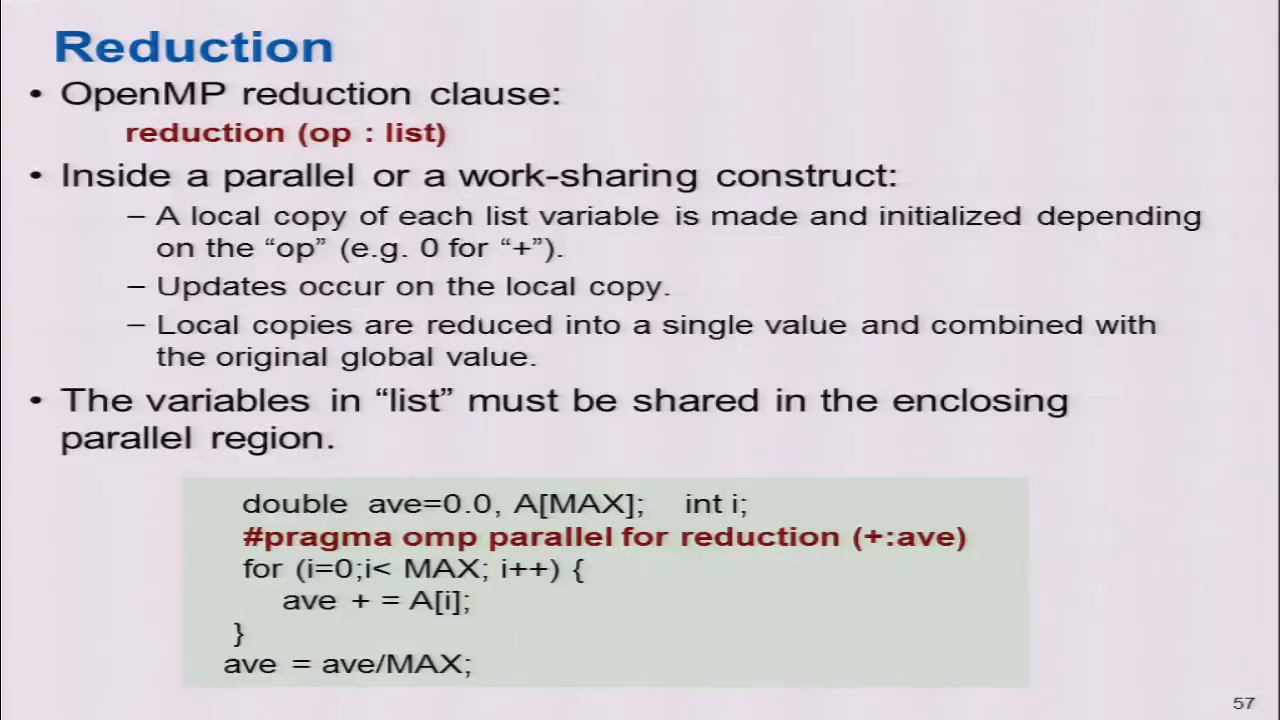 Reduction
• OpenMP reduction clause:
reduction (op : list)
• Inside a parallel or a work-sharing construct:
– A local copy of each list variable is made and initialized depending
on the “op” (e.g. 0 for “+”).
– Updates occur on the local copy.
– Local copies are reduced into a single value and combined with
the original global value.
• The variables in “list” must be shared in the enclosing
parallel region.
double ave=0.0, A[MAX]; int i;
#pragma omp parallel for reduction (+:ave)
for (i=0;i< MAX; i++) {
ave + = A[i];
}
ave = ave/MAX;
57